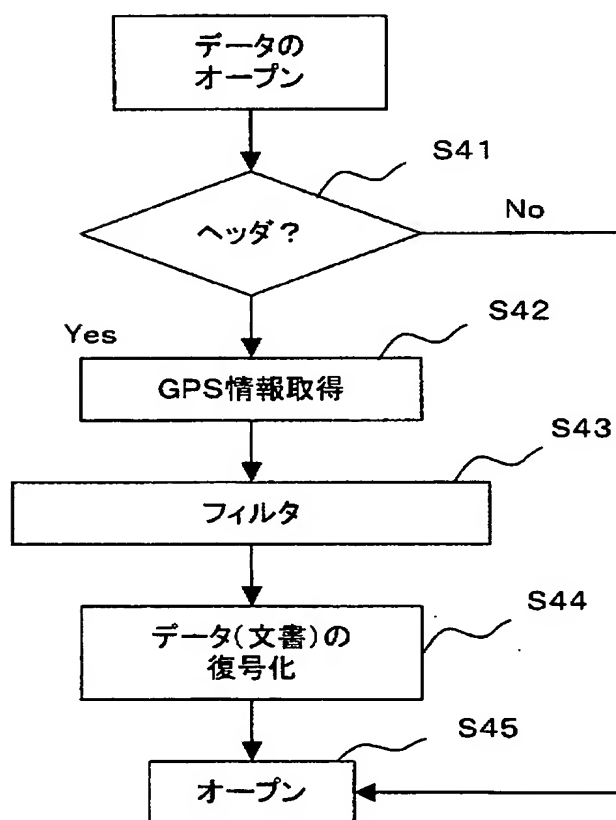 データの
オープン
S41
ヘッダ?
No
S42
Yes
GPS情報取得
S43
フィルタ
S44
データ(文書)の
復号化
S45
オープン